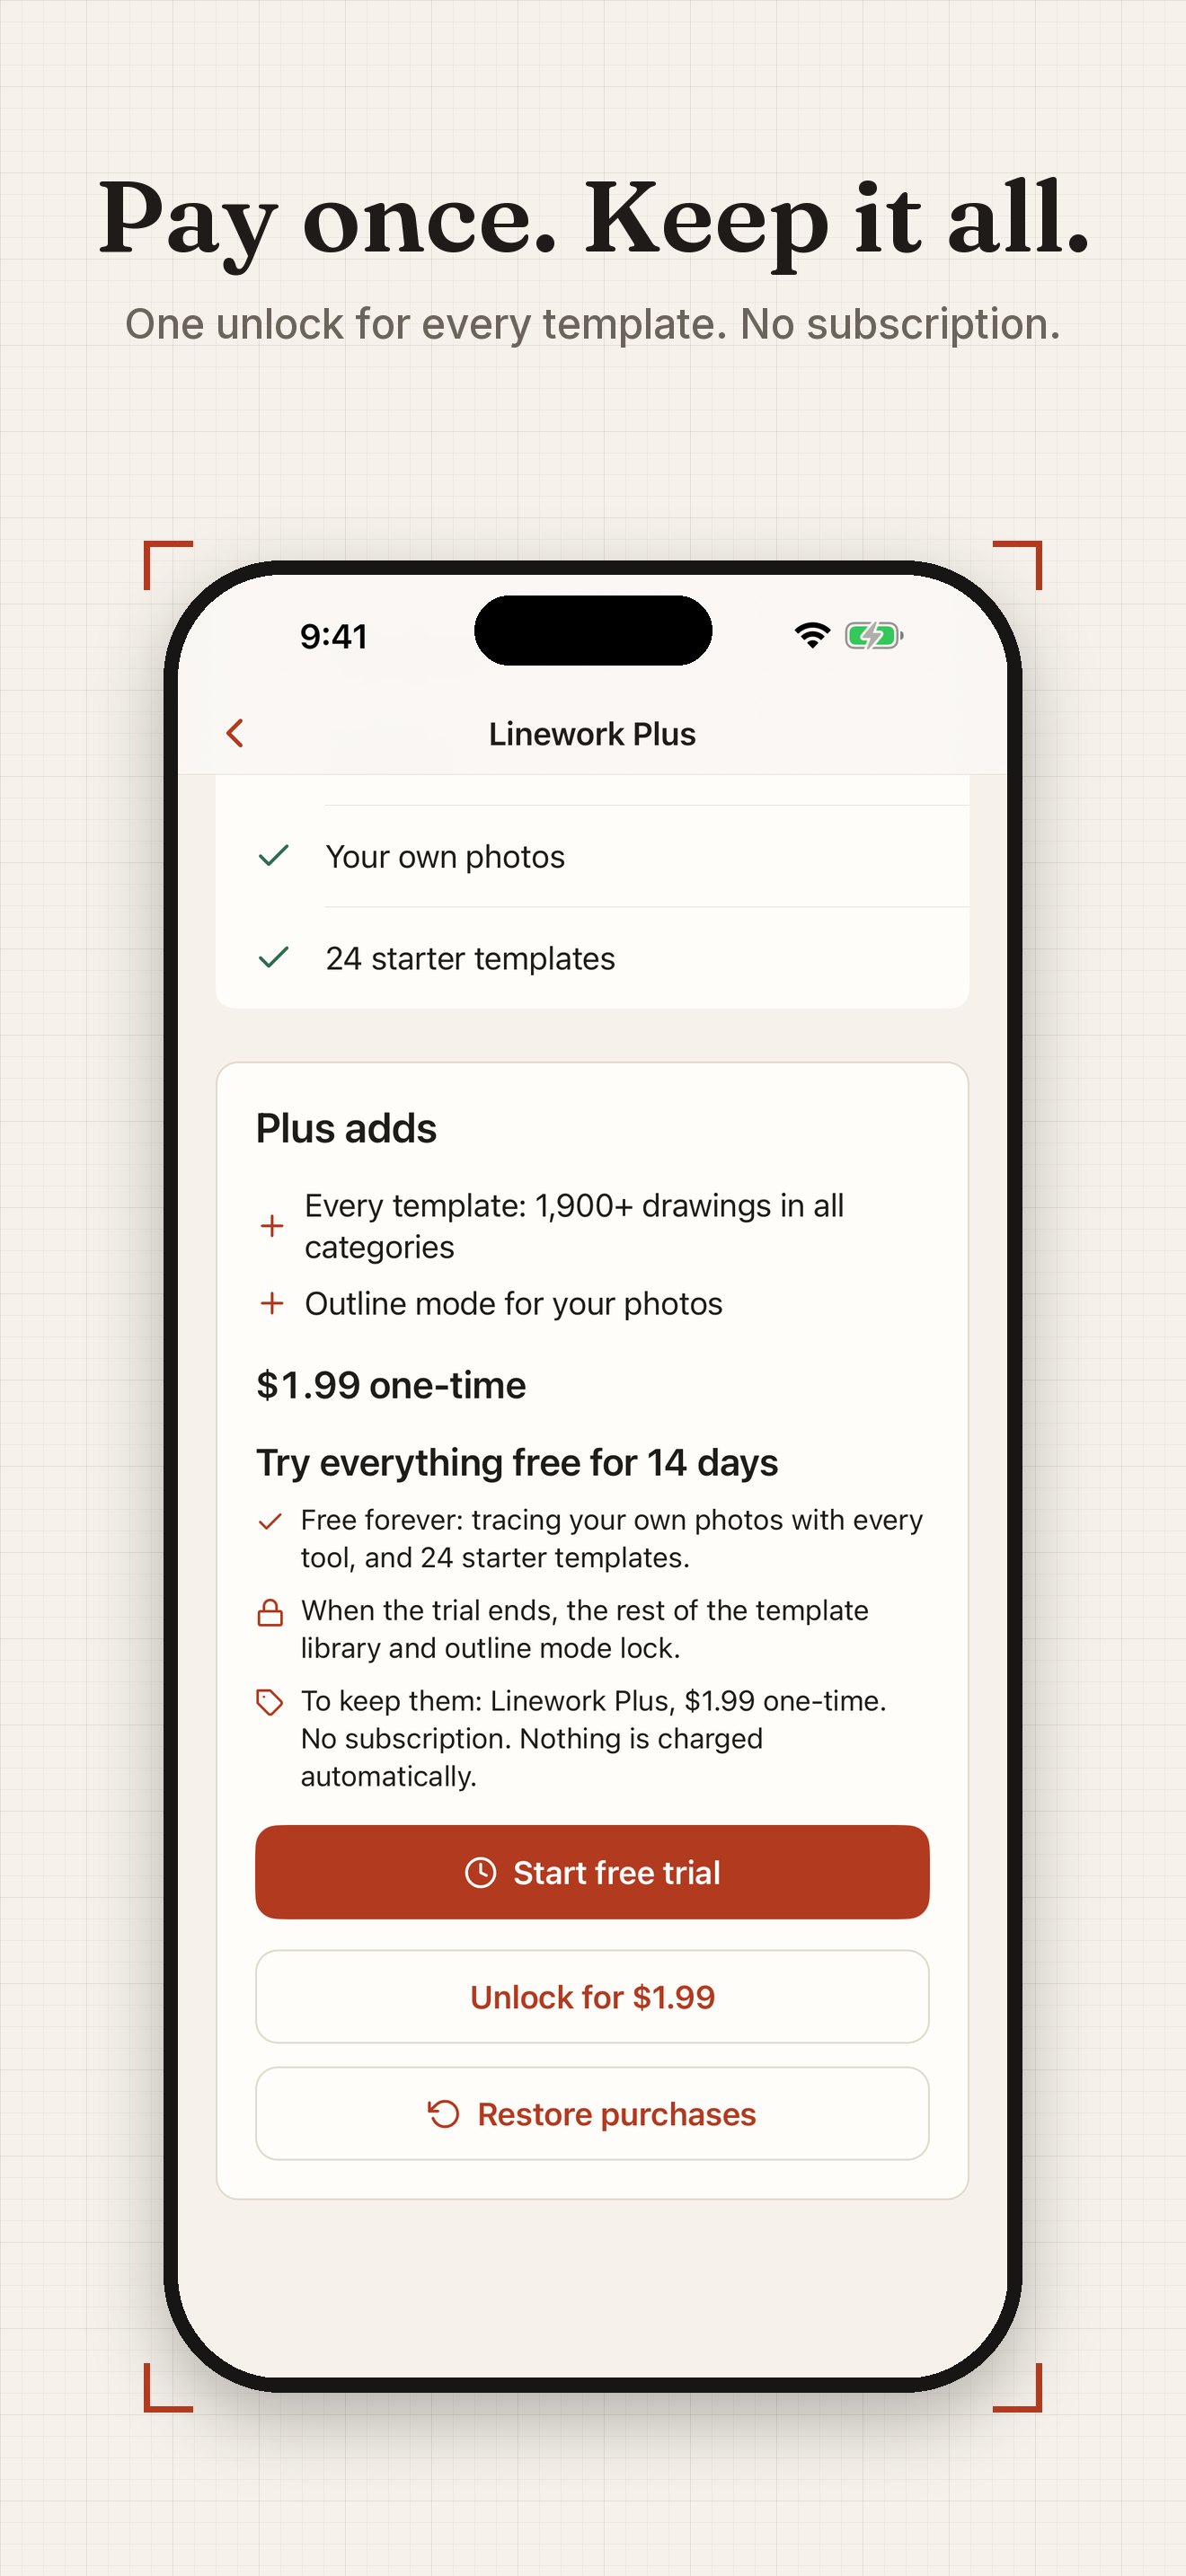 Pay once. Keep it all.
One unlock for every template. No subscription.
9:41
Linework Plus
Your own photos
24 starter templates
Plus adds
Every template: 1,900+ drawings in all
categories
Outline mode for your photos
$1.99 one-time
Try everything free for 14 days
Free forever: tracing your own photos with every
tool, and 24 starter templates.
When the trial ends, the rest of the template
library and outline mode lock.
To keep them: Linework Plus, $1.99 one-time.
No subscription. Nothing is charged
automatically.
Start free trial
Unlock for $1.99
Restore purchases